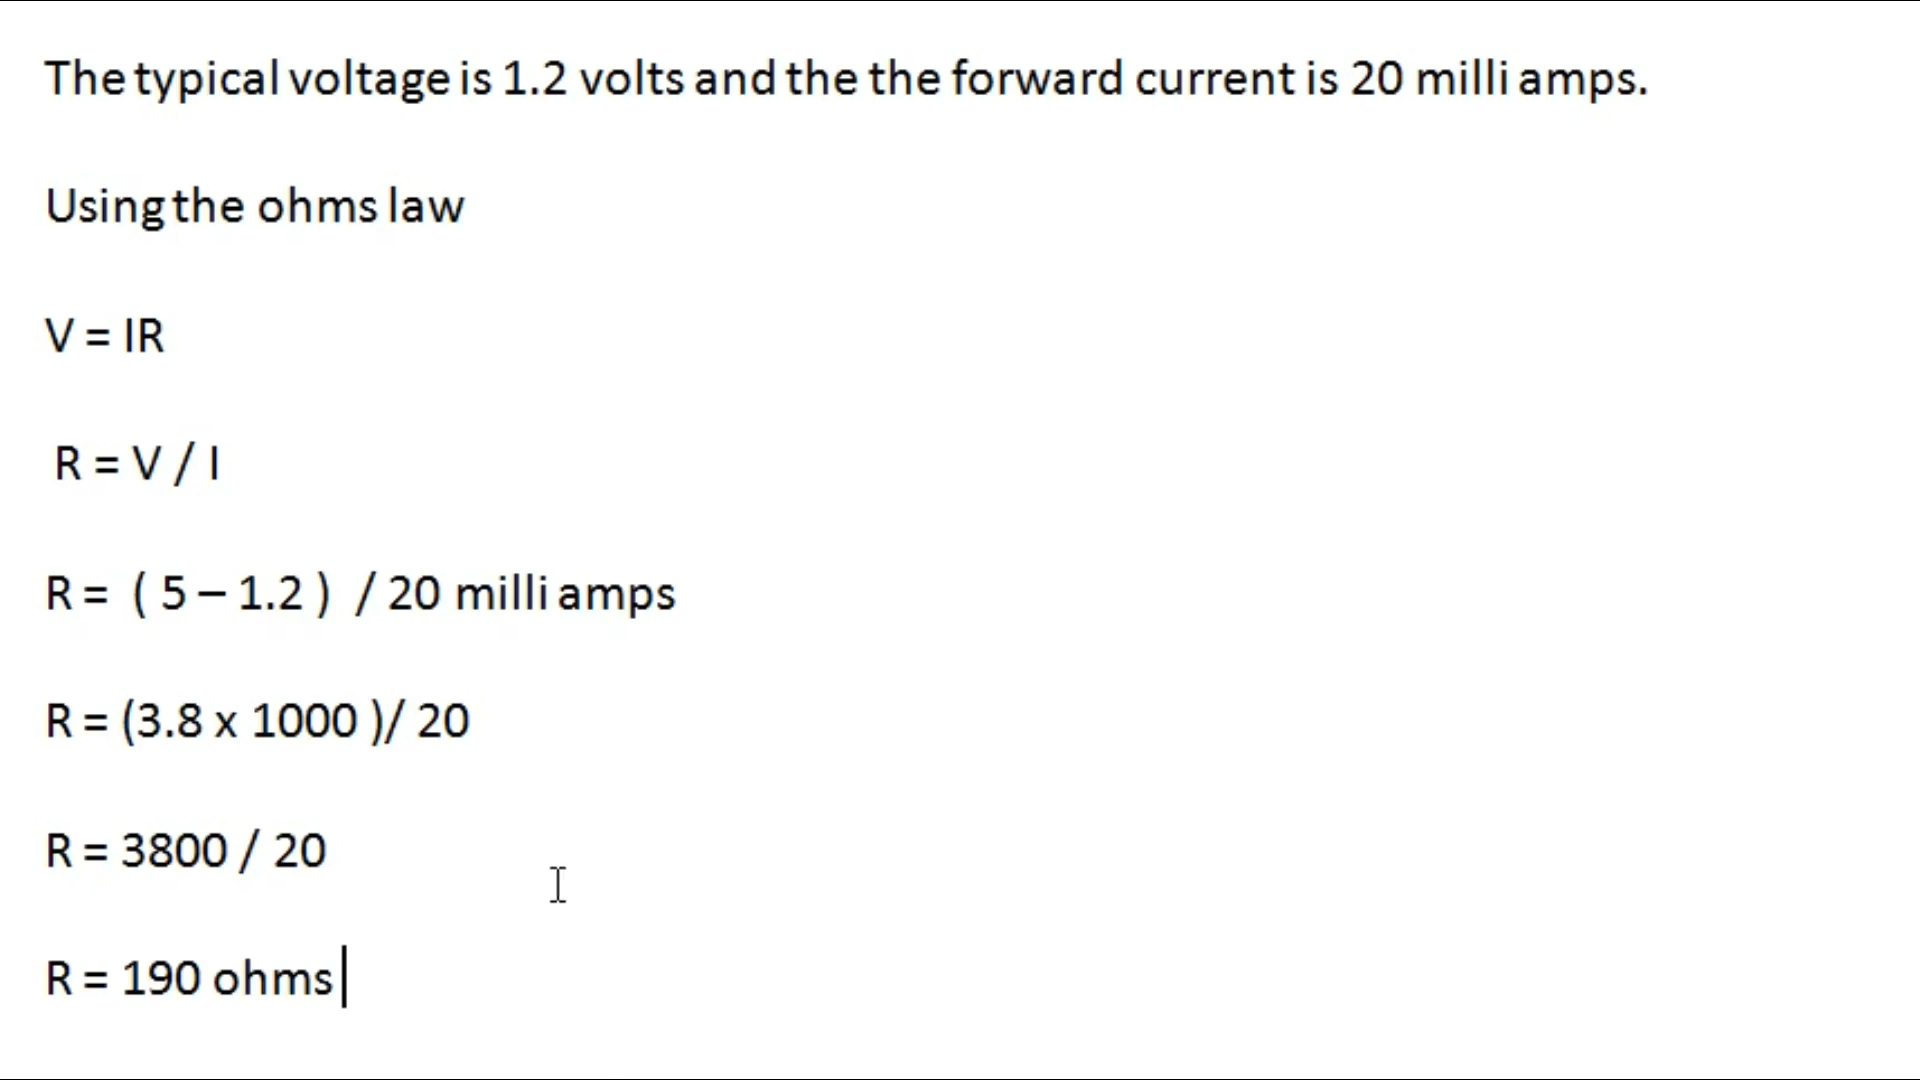 The typical voltage is 1.2 volts and the the forward current is 20 milli amps.
Using the ohms law
V = IR
R = V / I
R = ( 5 – 1.2 ) / 20 milli amps
R = (3.8 x 1000 )/ 20
R = 3800 / 20
R = 190 ohms